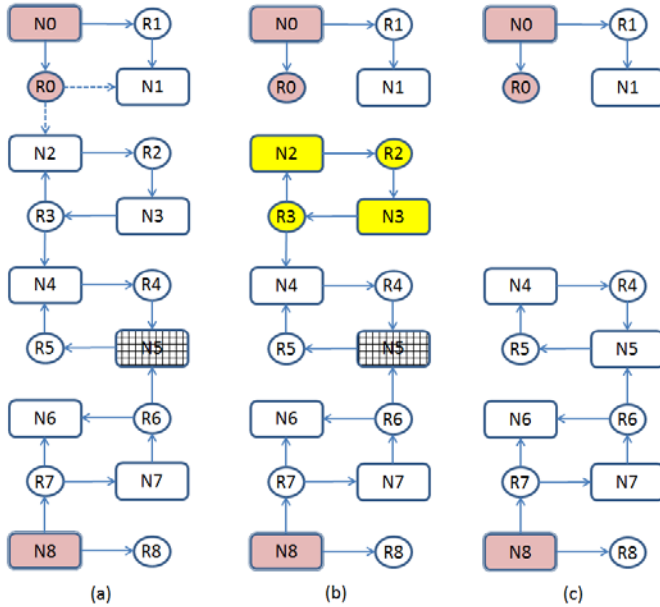 N0 R1 N0 R1 N0 R1
R0 N1 R0 N1 R0 N1
N2 R2 N2 R2
R3 N3 R3 N3
N4 R4 N4 R4 N4 R4
R5 N5 R5 N5 R5 N5
N6 R6 N6 R6 N6 R6
R7 N7 R7 N7 R7 N7
N8 R8 N8 R8 N8 R8
(a) (b) (c)